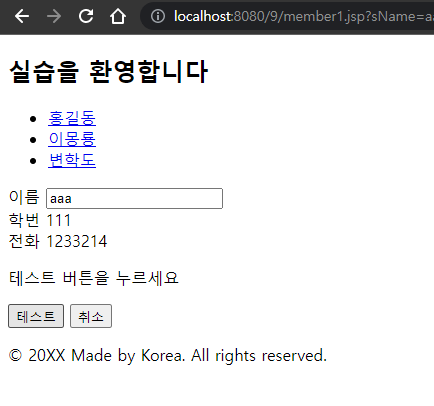 localhost:8080/9/member1.jsp?sName=a
실습을 환영합니다
홍길동
이몽룡
변학도
이름 aaa
학번 111
전화 1233214
테스트 버튼을 누르세요
테스트 취소
© 20XX Made by Korea. All rights reserved.